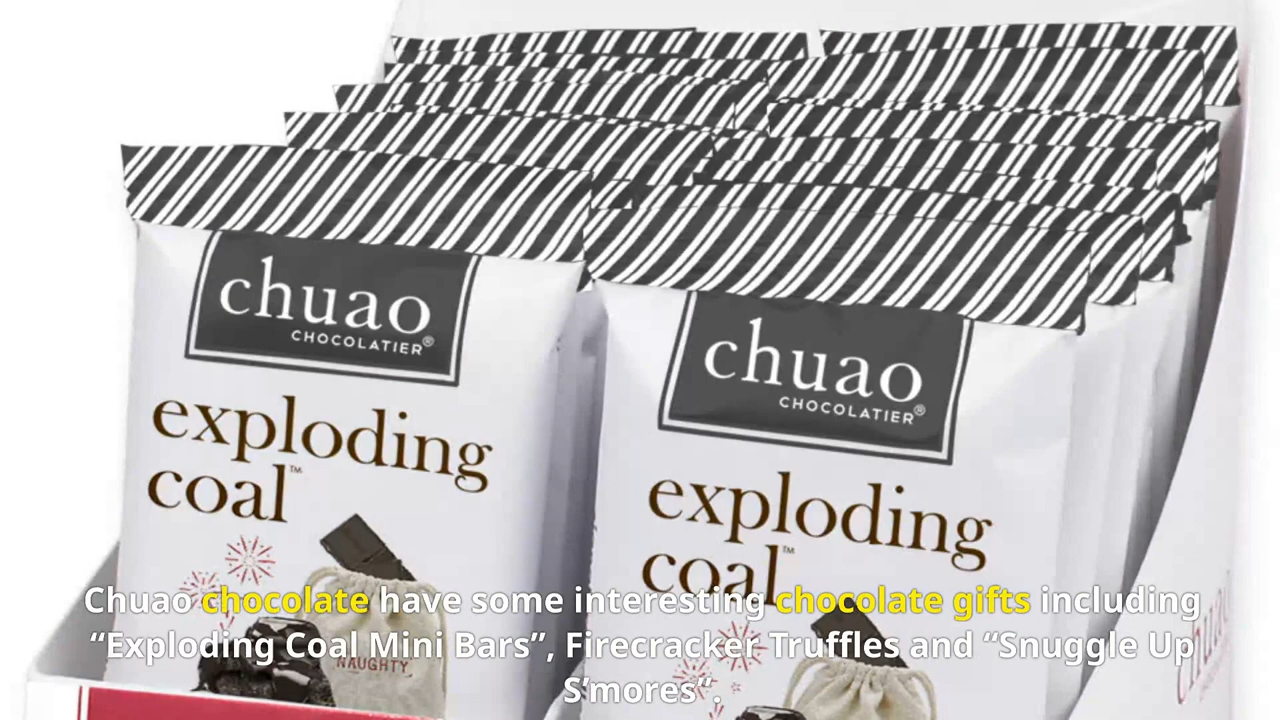 chuao
CHOCOLATIER®
exploding
coal™
NAUGHTY
chuao
CHOCOLATIER®
exploding
coal™
chuao
Chuao chocolate have some interesting chocolate gifts including
“Exploding Coal Mini Bars”, Firecracker Truffles and “Snuggle Up
S’mores”.